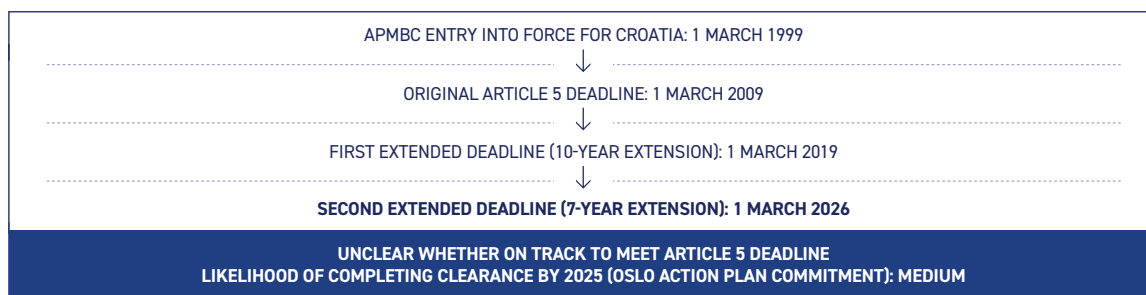 APMBC ENTRY INTO FORCE FOR CROATIA: 1 MARCH 1999
ORIGINAL ARTICLE 5 DEADLINE: 1 MARCH 2009
FIRST EXTENDED DEADLINE (10-YEAR EXTENSION): 1 MARCH 2019
SECOND EXTENDED DEADLINE (7-YEAR EXTENSION): 1 MARCH 2026
UNCLEAR WHETHER ON TRACK TO MEET ARTICLE 5 DEADLINE
LIKELIHOOD OF COMPLETING CLEARANCE BY 2025 (OSLO ACTION PLAN COMMITMENT): MEDIUM